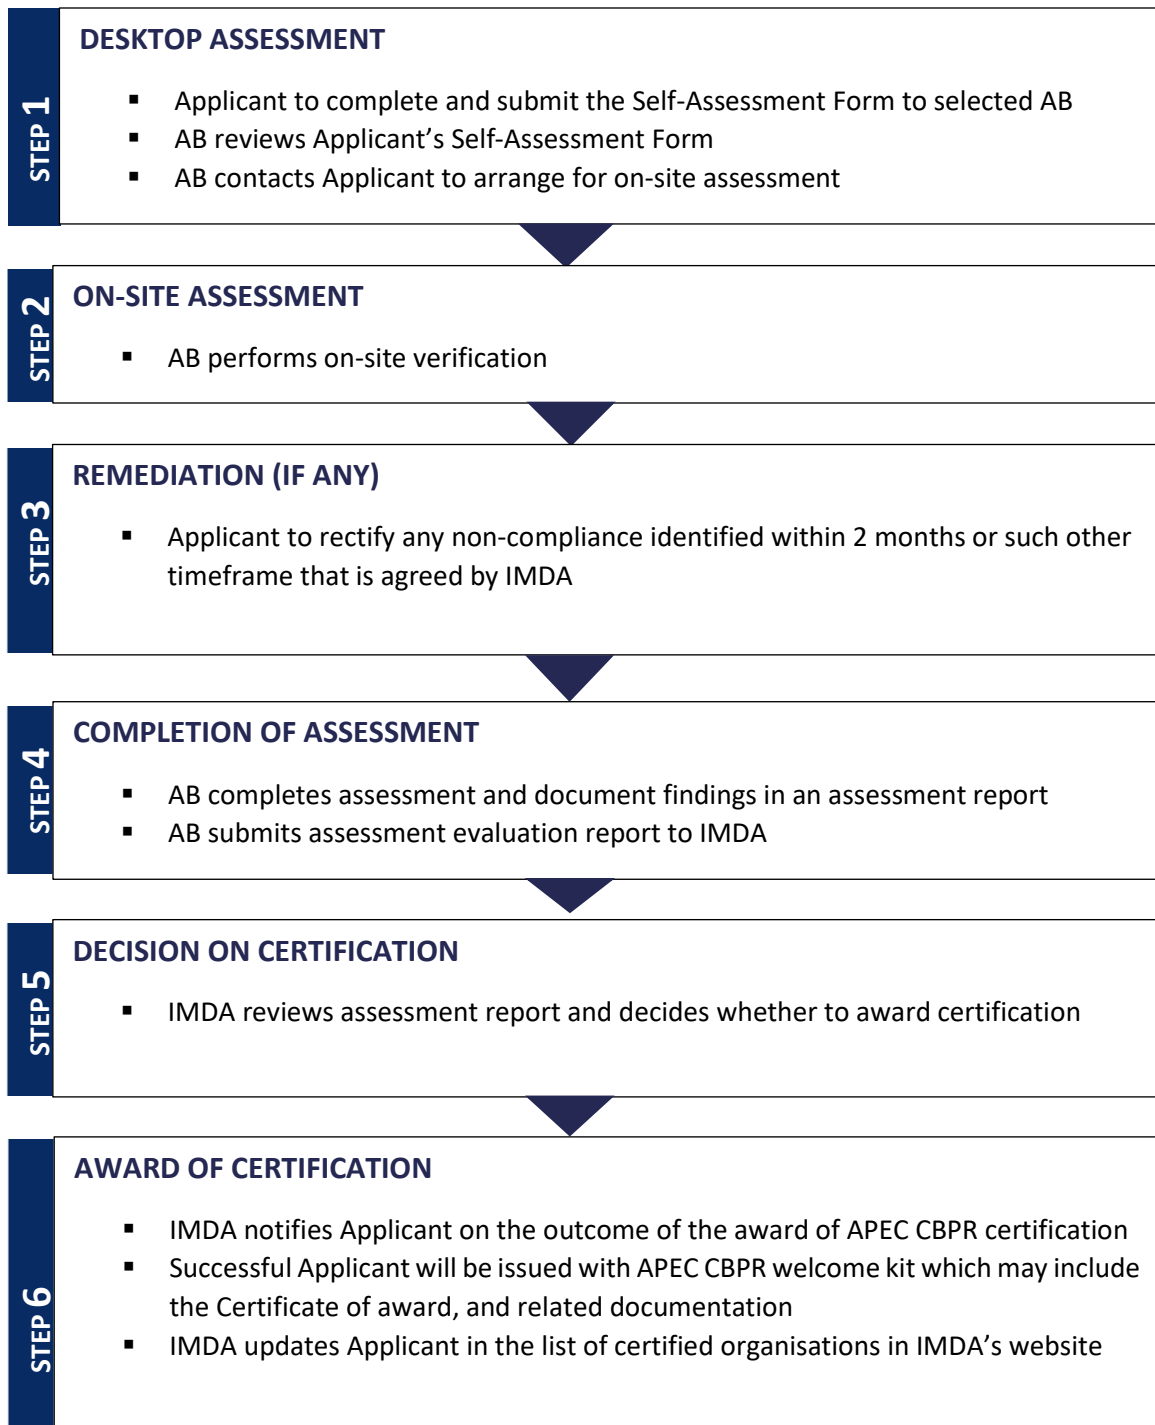 STEP 1
DESKTOP ASSESSMENT
▪ Applicant to complete and submit the Self-Assessment Form to selected AB
▪ AB reviews Applicant’s Self-Assessment Form
▪ AB contacts Applicant to arrange for on-site assessment
STEP 2
ON-SITE ASSESSMENT
▪ AB performs on-site verification
STEP 3
REMEDIATION (IF ANY)
▪ Applicant to rectify any non-compliance identified within 2 months or such other
timeframe that is agreed by IMDA
STEP 4
COMPLETION OF ASSESSMENT
▪ AB completes assessment and document findings in an assessment report
▪ AB submits assessment evaluation report to IMDA
STEP 5
DECISION ON CERTIFICATION
▪ IMDA reviews assessment report and decides whether to award certification
STEP 6
AWARD OF CERTIFICATION
▪ IMDA notifies Applicant on the outcome of the award of APEC CBPR certification
▪ Successful Applicant will be issued with APEC CBPR welcome kit which may include
the Certificate of award, and related documentation
▪ IMDA updates Applicant in the list of certified organisations in IMDA’s website